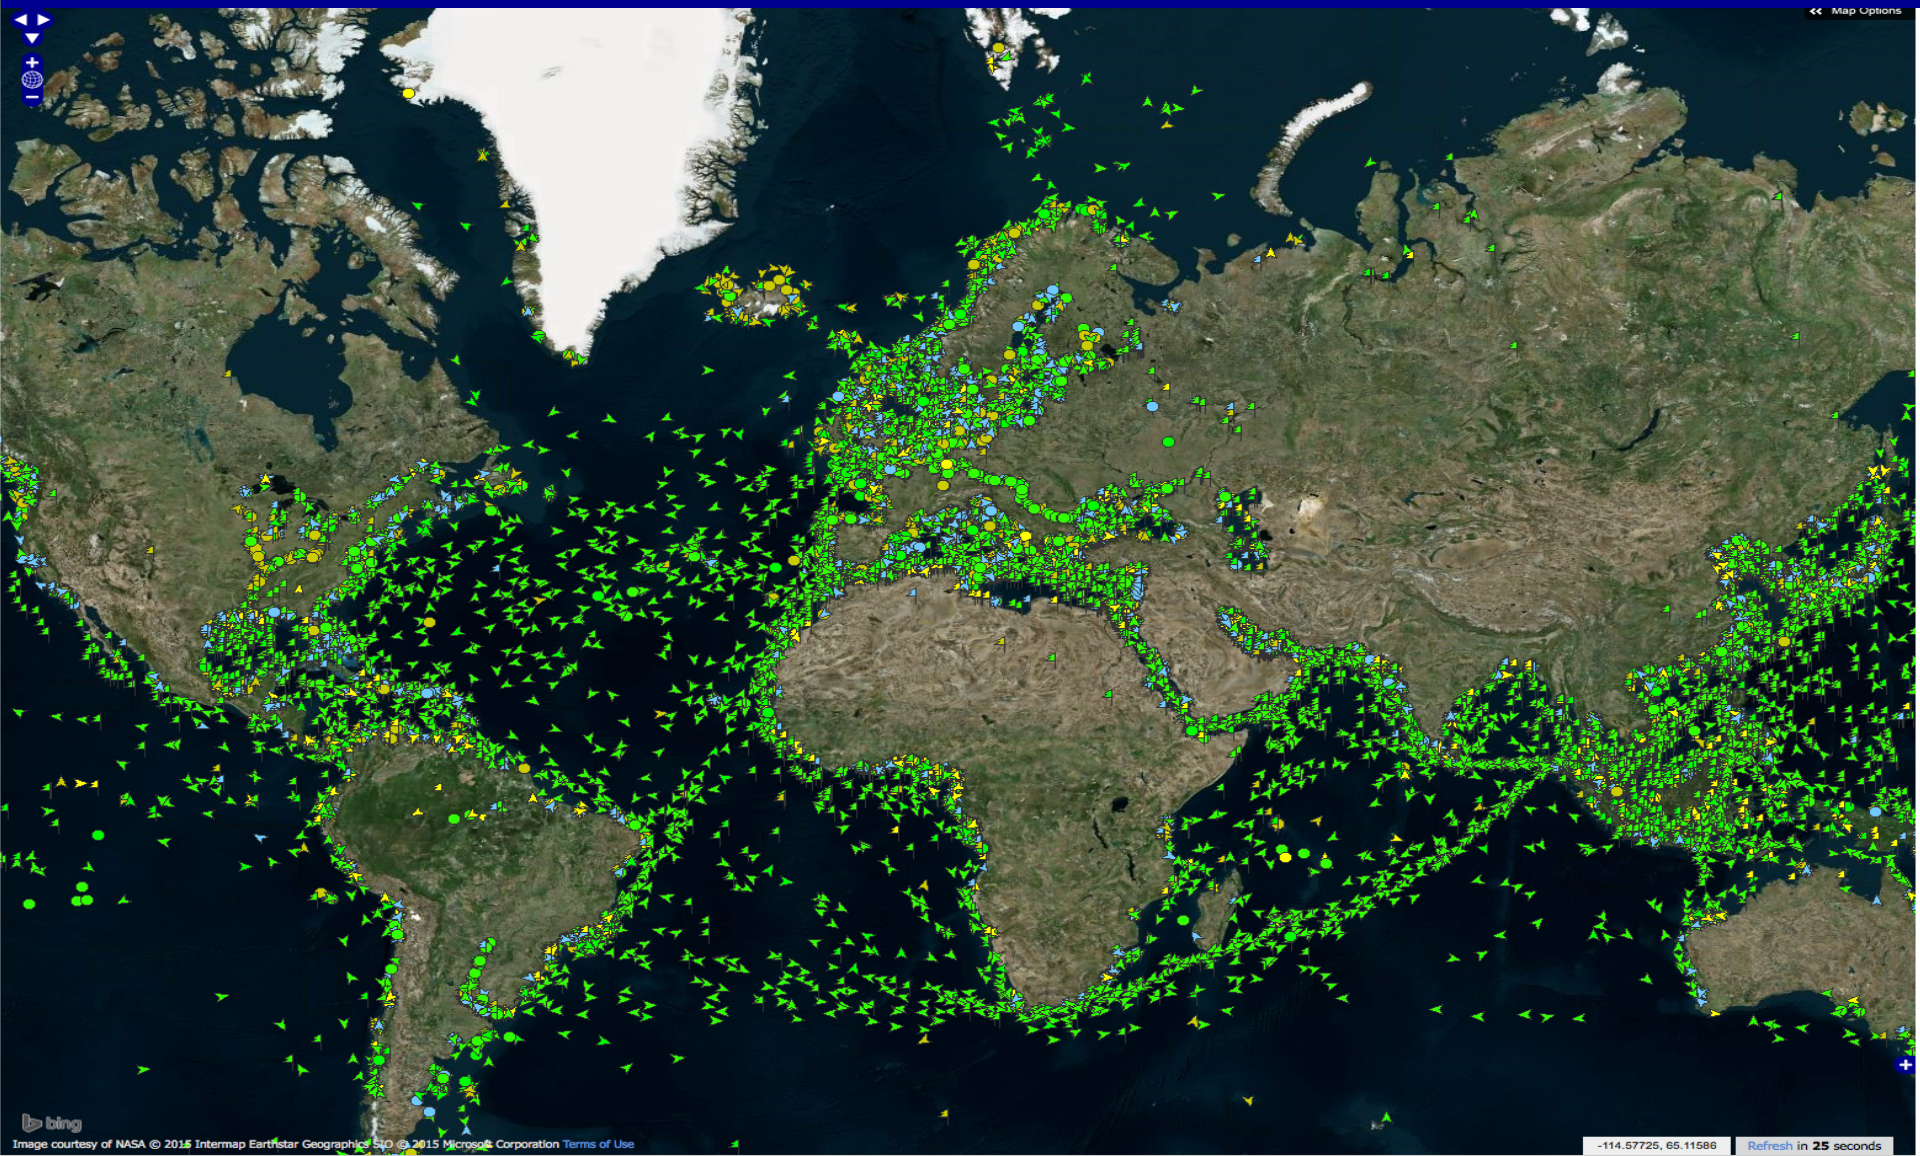 Map Options
bing
Image courtesy of NASA © 2015 Intermap Earthstar Geographics SIO © 2015 Microsoft Corporation Terms of Use
-114.57725, 65.11586
Refresh in 25 seconds